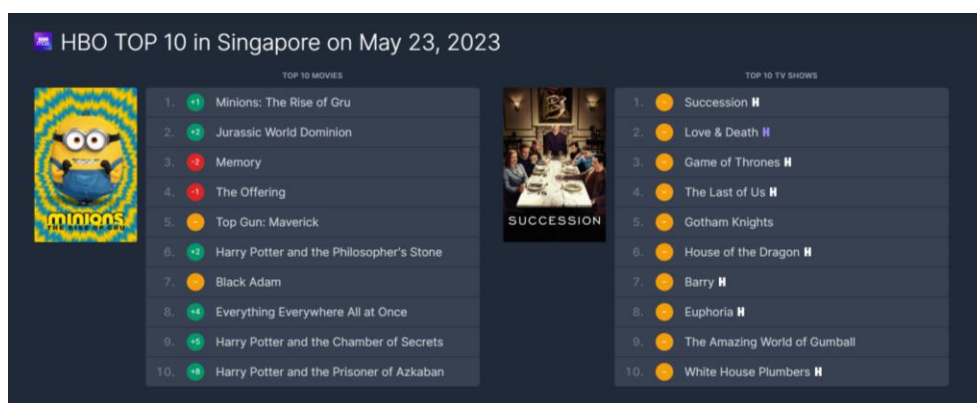 HBO TOP 10 in Singapore on May 23, 2023
TOP 10 MOVIES
1. +1 Minions: The Rise of Gru
2. +2 Jurassic World Dominion
3. -2 Memory
4. -1 The Offering
5. – Top Gun: Maverick
6. +2 Harry Potter and the Philosopher's Stone
7. – Black Adam
8. +4 Everything Everywhere All at Once
9. +5 Harry Potter and the Chamber of Secrets
10. +8 Harry Potter and the Prisoner of Azkaban
MINIONS
THE RISE OF GRU
TOP 10 TV SHOWS
1. – Succession H
2. – Love & Death H
3. – Game of Thrones H
4. – The Last of Us H
5. – Gotham Knights
6. – House of the Dragon H
7. – Barry H
8. – Euphoria H
9. – The Amazing World of Gumball
10. – White House Plumbers H
SUCCESSION